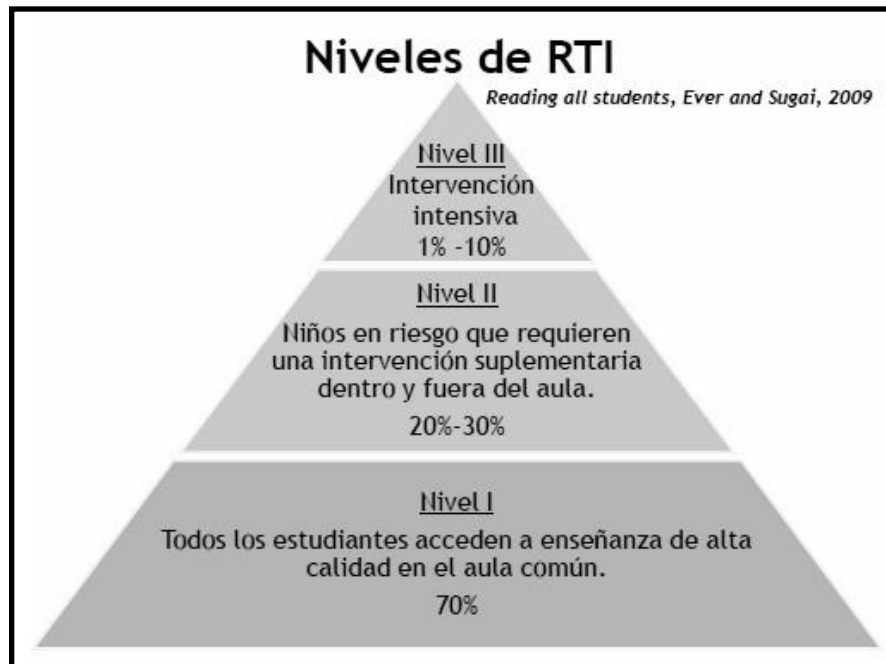 Niveles de RTI
Reading all students, Ever and Sugai, 2009
Nivel III
Intervención
intensiva
1% -10%
Nivel II
Niños en riesgo que requieren
una intervención suplementaria
dentro y fuera del aula.
20%-30%
Nivel I
Todos los estudiantes acceden a enseñanza de alta
calidad en el aula común.
70%